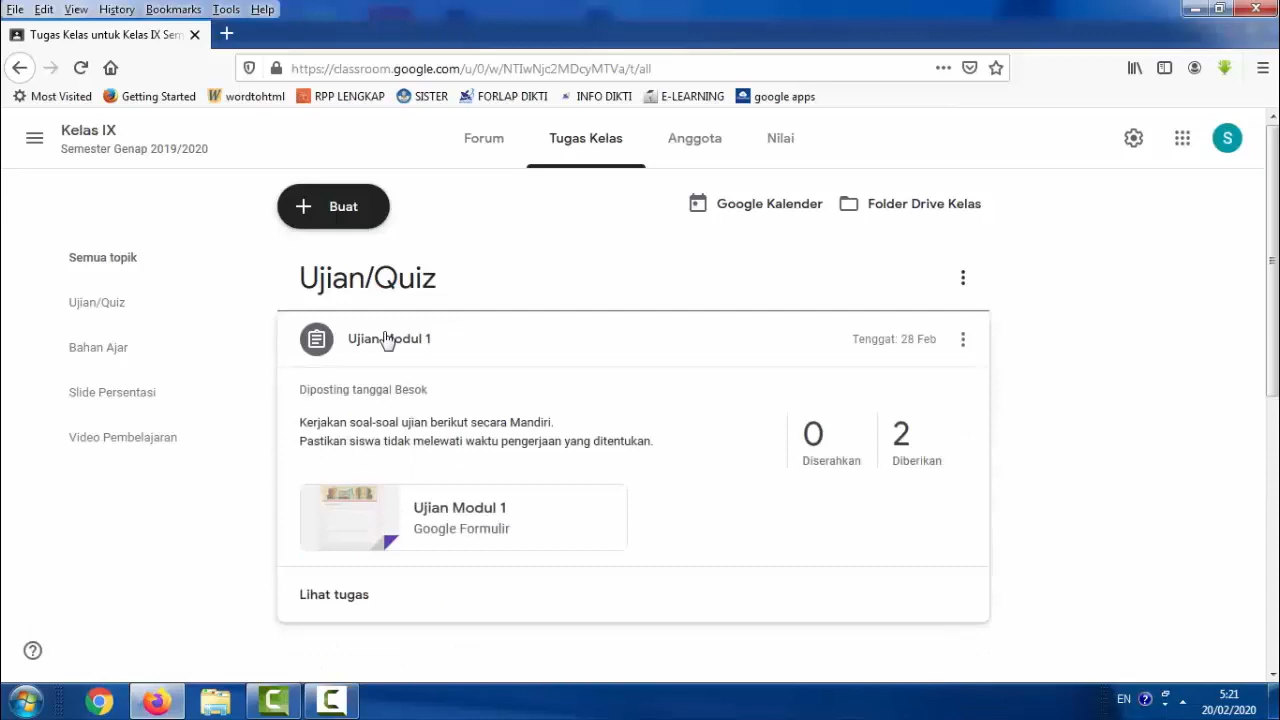 File Edit View History Bookmarks Tools Help
Tugas Kelas untuk Kelas IX Sem
https://classroom.google.com/u/0/w/NTIwNjc2MDcyMTVa/t/all
Most Visited Getting Started wordtohtml RPP LENGKAP SISTER FORLAP DIKTI INFO DIKTI E-LEARNING google apps
Kelas IX
Semester Genap 2019/2020
Forum Tugas Kelas Anggota Nilai
S
Buat
Google Kalender Folder Drive Kelas
Semua topik
Ujian/Quiz
Bahan Ajar
Slide Persentasi
Video Pembelajaran
Ujian/Quiz
Ujian Modul 1 Tenggat: 28 Feb
Diposting tanggal Besok
Kerjakan soal-soal ujian berikut secara Mandiri.
Pastikan siswa tidak melewati waktu pengerjaan yang ditentukan.
0 2
Diserahkan Diberikan
Ujian Modul 1
Google Formulir
Lihat tugas
EN
5:21
20/02/2020